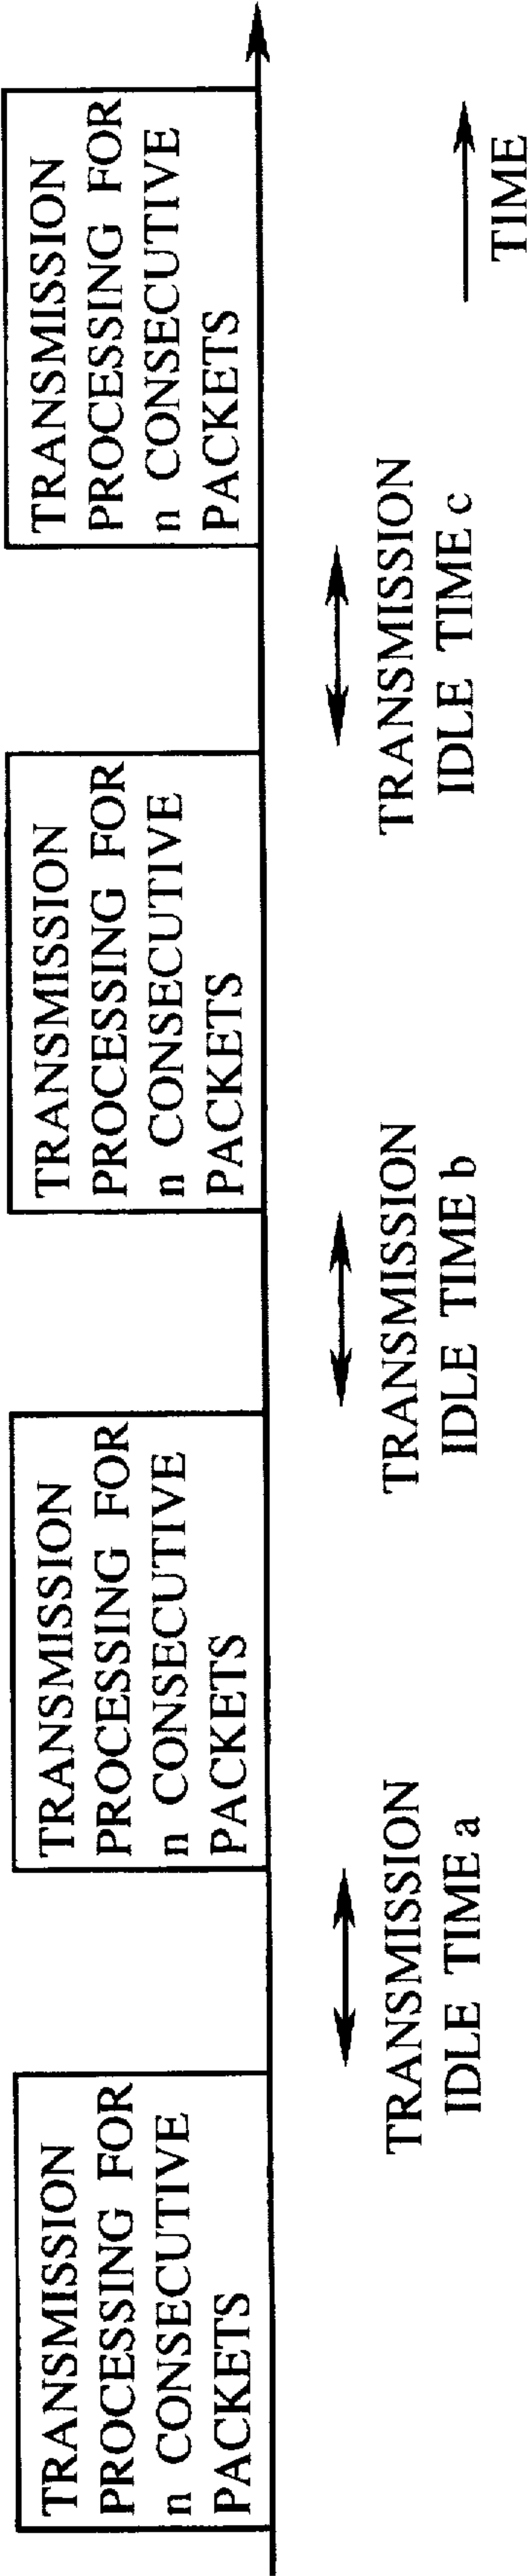 TRANSMISSION
PROCESSING FOR
n CONSECUTIVE
PACKETS
TRANSMISSION
PROCESSING FOR
n CONSECUTIVE
PACKETS
TRANSMISSION
PROCESSING FOR
n CONSECUTIVE
PACKETS
TRANSMISSION
PROCESSING FOR
n CONSECUTIVE
PACKETS
TRANSMISSION
IDLE TIME a
TRANSMISSION
IDLE TIME b
TRANSMISSION
IDLE TIME c
TIME